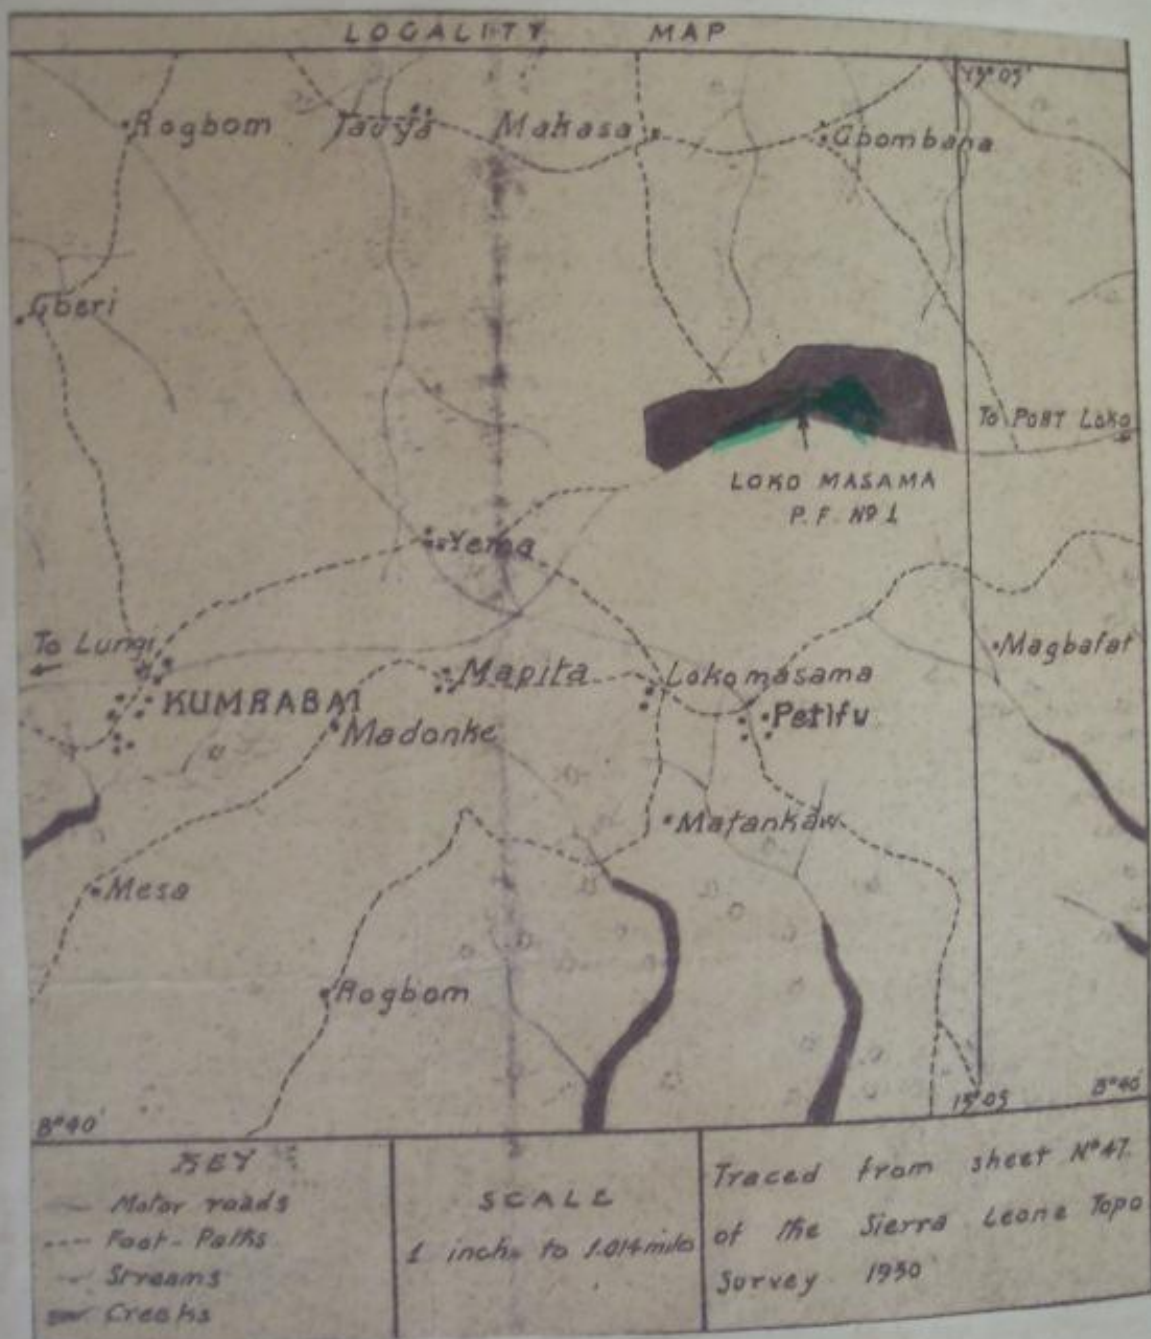 LOCALITY MAP
13°05'
Rogbom
Tauya
Makasa
Gbombana
Gberi
To PORT LOKO
LOKO MASAMA
P. F. Nº 1
Yema
To Lungi
Magbafat
Mapita
Lokomasama
KUMRABAI
Petifu
Madonke
Matankaw
Mesa
Rogbom
8°40'
13°05
8°40'
KEY
Motor roads
Foot-Paths
Streams
Creeks
SCALE
1 inch to 1.014 mile
Traced from sheet Nº 47.
of the Sierra Leone Topo
Survey 1950